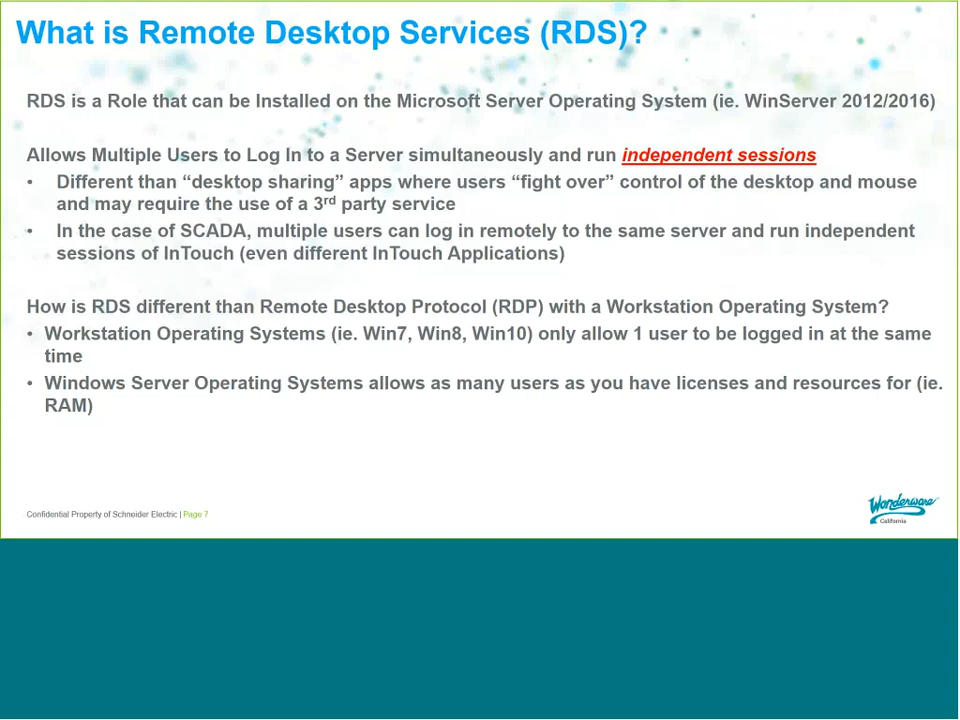 What is Remote Desktop Services (RDS)?
RDS is a Role that can be Installed on the Microsoft Server Operating System (ie. WinServer 2012/2016)
Allows Multiple Users to Log In to a Server simultaneously and run independent sessions
• Different than “desktop sharing” apps where users “fight over” control of the desktop and mouse
and may require the use of a 3rd party service
• In the case of SCADA, multiple users can log in remotely to the same server and run independent
sessions of InTouch (even different InTouch Applications)
How is RDS different than Remote Desktop Protocol (RDP) with a Workstation Operating System?
• Workstation Operating Systems (ie. Win7, Win8, Win10) only allow 1 user to be logged in at the same
time
• Windows Server Operating Systems allows as many users as you have licenses and resources for (ie.
RAM)
Confidential Property of Schneider Electric | Page 7
Wonderware
California